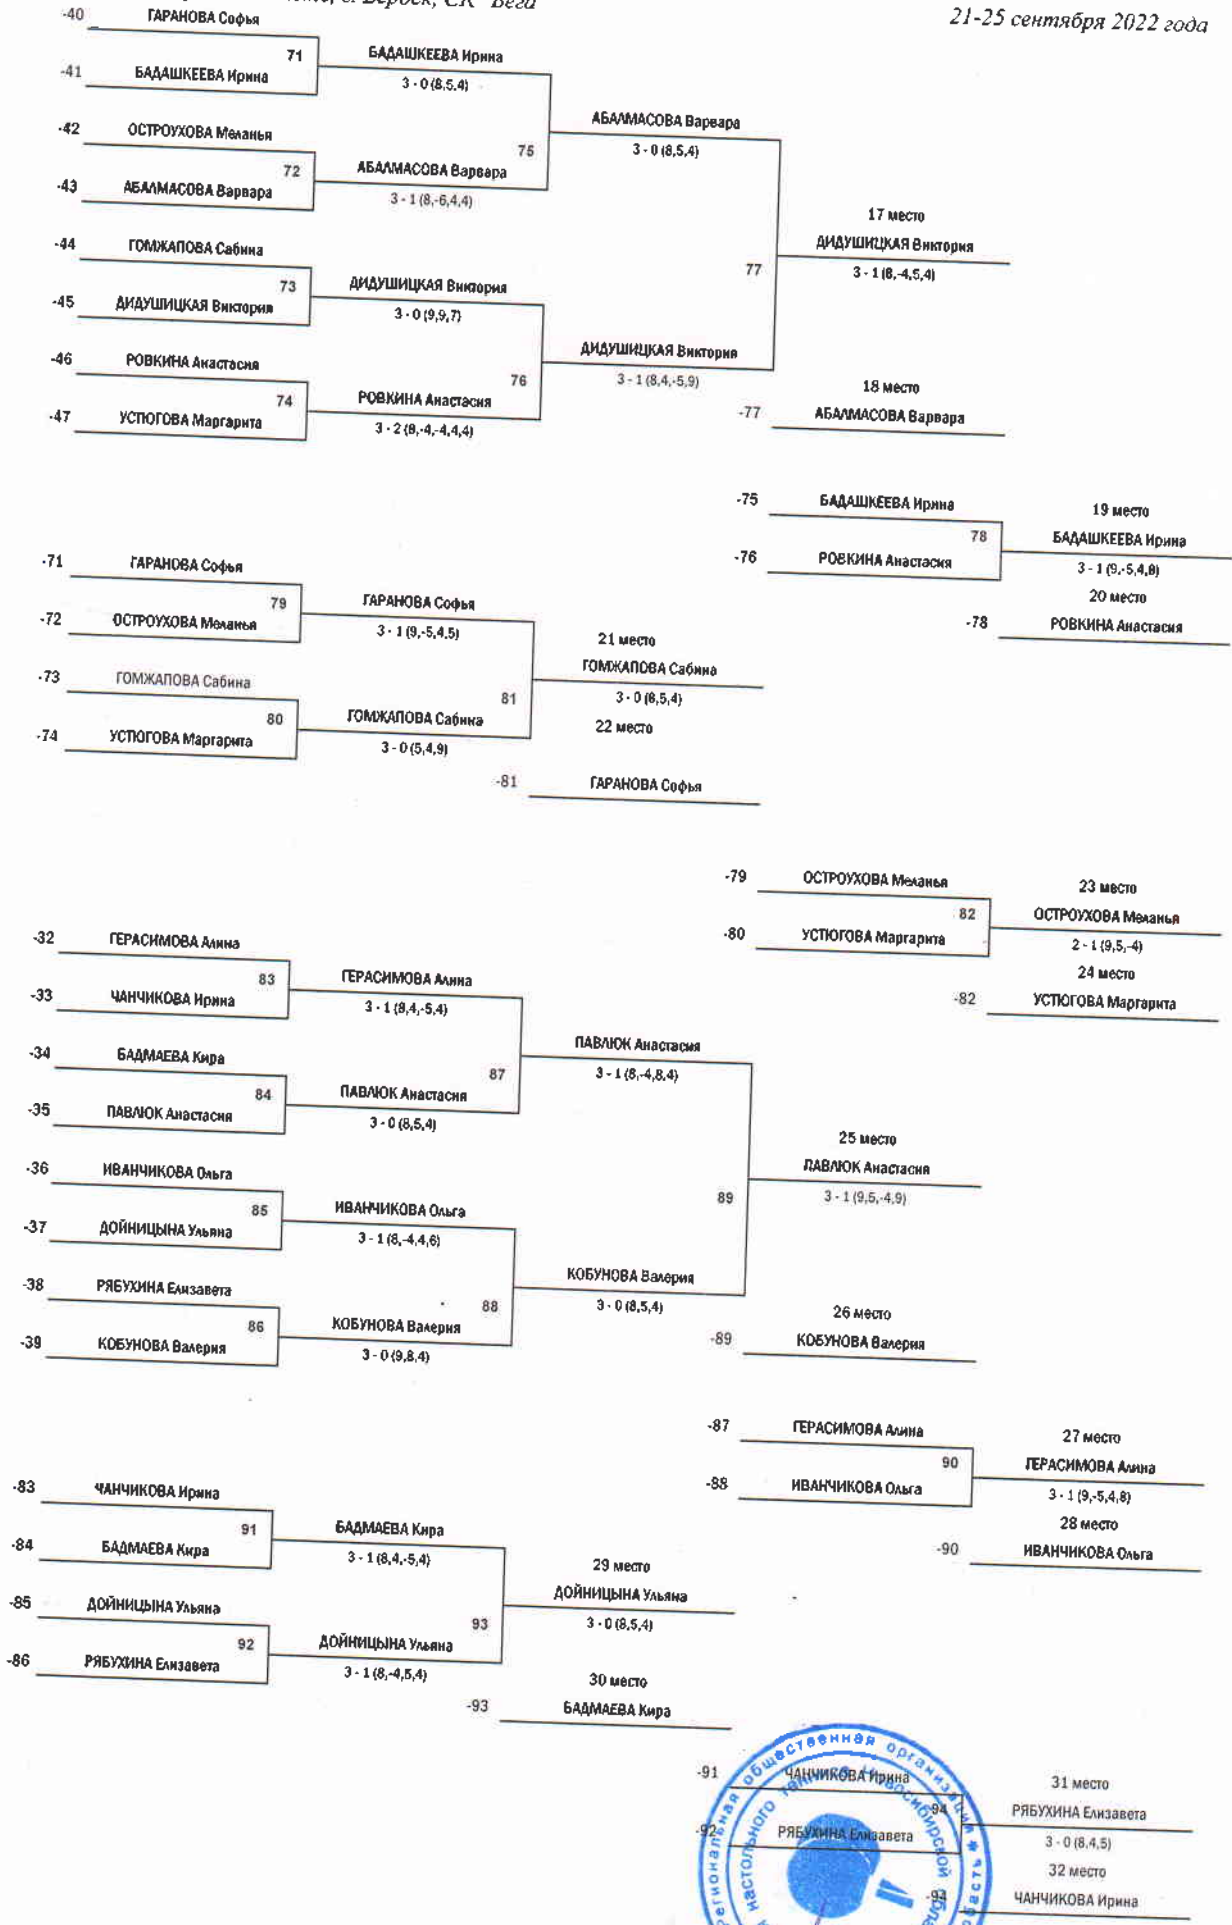 г. Бердск, СК "Вега"
21-25 сентября 2022 года
-40 ГАРАНОВА Софья
71
-41 БАДАШКЕЕВА Ирина
БАДАШКЕЕВА Ирина
3 - 0 (8,5,4)
-42 ОСТРОУХОВА Меланья
72
-43 АБАЛМАСОВА Варвара
АБАЛМАСОВА Варвара
3 - 1 (8,-6,4,4)
75
АБАЛМАСОВА Варвара
3 - 0 (8,5,4)
-44 ГОМЖАПОВА Сабина
73
-45 ДИДУШИЦКАЯ Виктория
ДИДУШИЦКАЯ Виктория
3 - 0 (9,9,7)
-46 РОВКИНА Анастасия
74
-47 УСТЮГОВА Маргарита
РОВКИНА Анастасия
3 - 2 (8,-4,-4,4,4)
76
ДИДУШИЦКАЯ Виктория
3 - 1 (8,4,-5,9)
77
17 место
ДИДУШИЦКАЯ Виктория
3 - 1 (8,-4,5,4)
18 место
-77 АБАЛМАСОВА Варвара
-75 БАДАШКЕЕВА Ирина
78
-76 РОВКИНА Анастасия
19 место
БАДАШКЕЕВА Ирина
3 - 1 (9,-5,4,8)
20 место
-78 РОВКИНА Анастасия
-71 ГАРАНОВА Софья
79
-72 ОСТРОУХОВА Меланья
ГАРАНОВА Софья
3 - 1 (9,-5,4,5)
-73 ГОМЖАПОВА Сабина
80
-74 УСТЮГОВА Маргарита
ГОМЖАПОВА Сабина
3 - 0 (5,4,9)
81
21 место
ГОМЖАПОВА Сабина
3 - 0 (8,5,4)
22 место
-81 ГАРАНОВА Софья
-79 ОСТРОУХОВА Меланья
82
-80 УСТЮГОВА Маргарита
23 место
ОСТРОУХОВА Меланья
2 - 1 (9,5,-4)
24 место
-82 УСТЮГОВА Маргарита
-32 ГЕРАСИМОВА Алина
83
-33 ЧАНЧИКОВА Ирина
ГЕРАСИМОВА Алина
3 - 1 (8,4,-5,4)
-34 БАДМАЕВА Кира
84
-35 ПАВЛЮК Анастасия
ПАВЛЮК Анастасия
3 - 0 (8,5,4)
87
ПАВЛЮК Анастасия
3 - 1 (8,-4,8,4)
-36 ИВАНЧИКОВА Ольга
85
-37 ДОЙНИЦЫНА Ульяна
ИВАНЧИКОВА Ольга
3 - 1 (8,-4,4,6)
-38 РЯБУХИНА Елизавета
86
-39 КОБУНОВА Валерия
КОБУНОВА Валерия
3 - 0 (9,8,4)
88
КОБУНОВА Валерия
3 - 0 (8,5,4)
89
25 место
ПАВЛЮК Анастасия
3 - 1 (9,5,-4,9)
26 место
-89 КОБУНОВА Валерия
-87 ГЕРАСИМОВА Алина
90
-88 ИВАНЧИКОВА Ольга
27 место
ГЕРАСИМОВА Алина
3 - 1 (9,-5,4,8)
28 место
-90 ИВАНЧИКОВА Ольга
-83 ЧАНЧИКОВА Ирина
91
-84 БАДМАЕВА Кира
БАДМАЕВА Кира
3 - 1 (8,4,-5,4)
-85 ДОЙНИЦЫНА Ульяна
92
-86 РЯБУХИНА Елизавета
ДОЙНИЦЫНА Ульяна
3 - 1 (8,-4,5,4)
93
29 место
ДОЙНИЦЫНА Ульяна
3 - 0 (8,5,4)
30 место
-93 БАДМАЕВА Кира
-91 ЧАНЧИКОВА Ирина
94
-92 РЯБУХИНА Елизавета
31 место
РЯБУХИНА Елизавета
3 - 0 (8,4,5)
32 место
-94 ЧАНЧИКОВА Ирина
региональная общественная организация
настольного тенниса Новосибирской